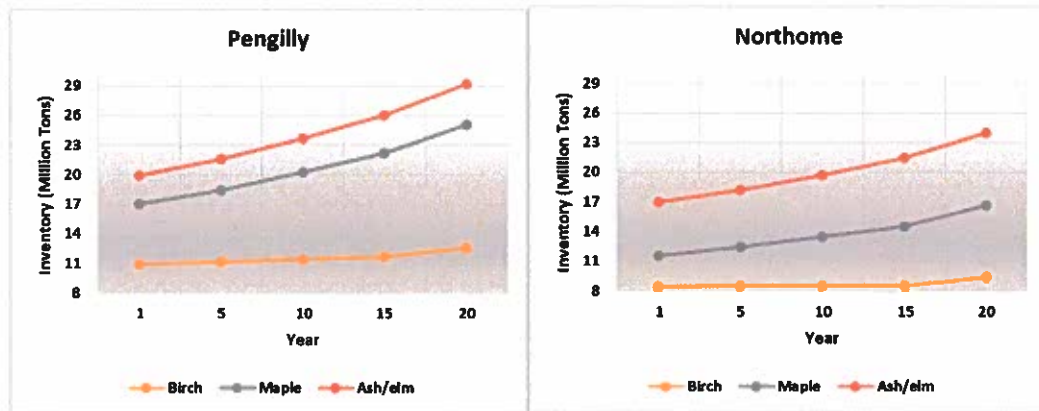 Pengilly
Inventory (Million Tons)
29
26
23
20
17
14
11
8
1 5 10 15 20
Year
Birch Maple Ash/elm
Northome
Inventory (Million Tons)
29
26
23
20
17
14
11
8
1 5 10 15 20
Year
Birch Maple Ash/elm